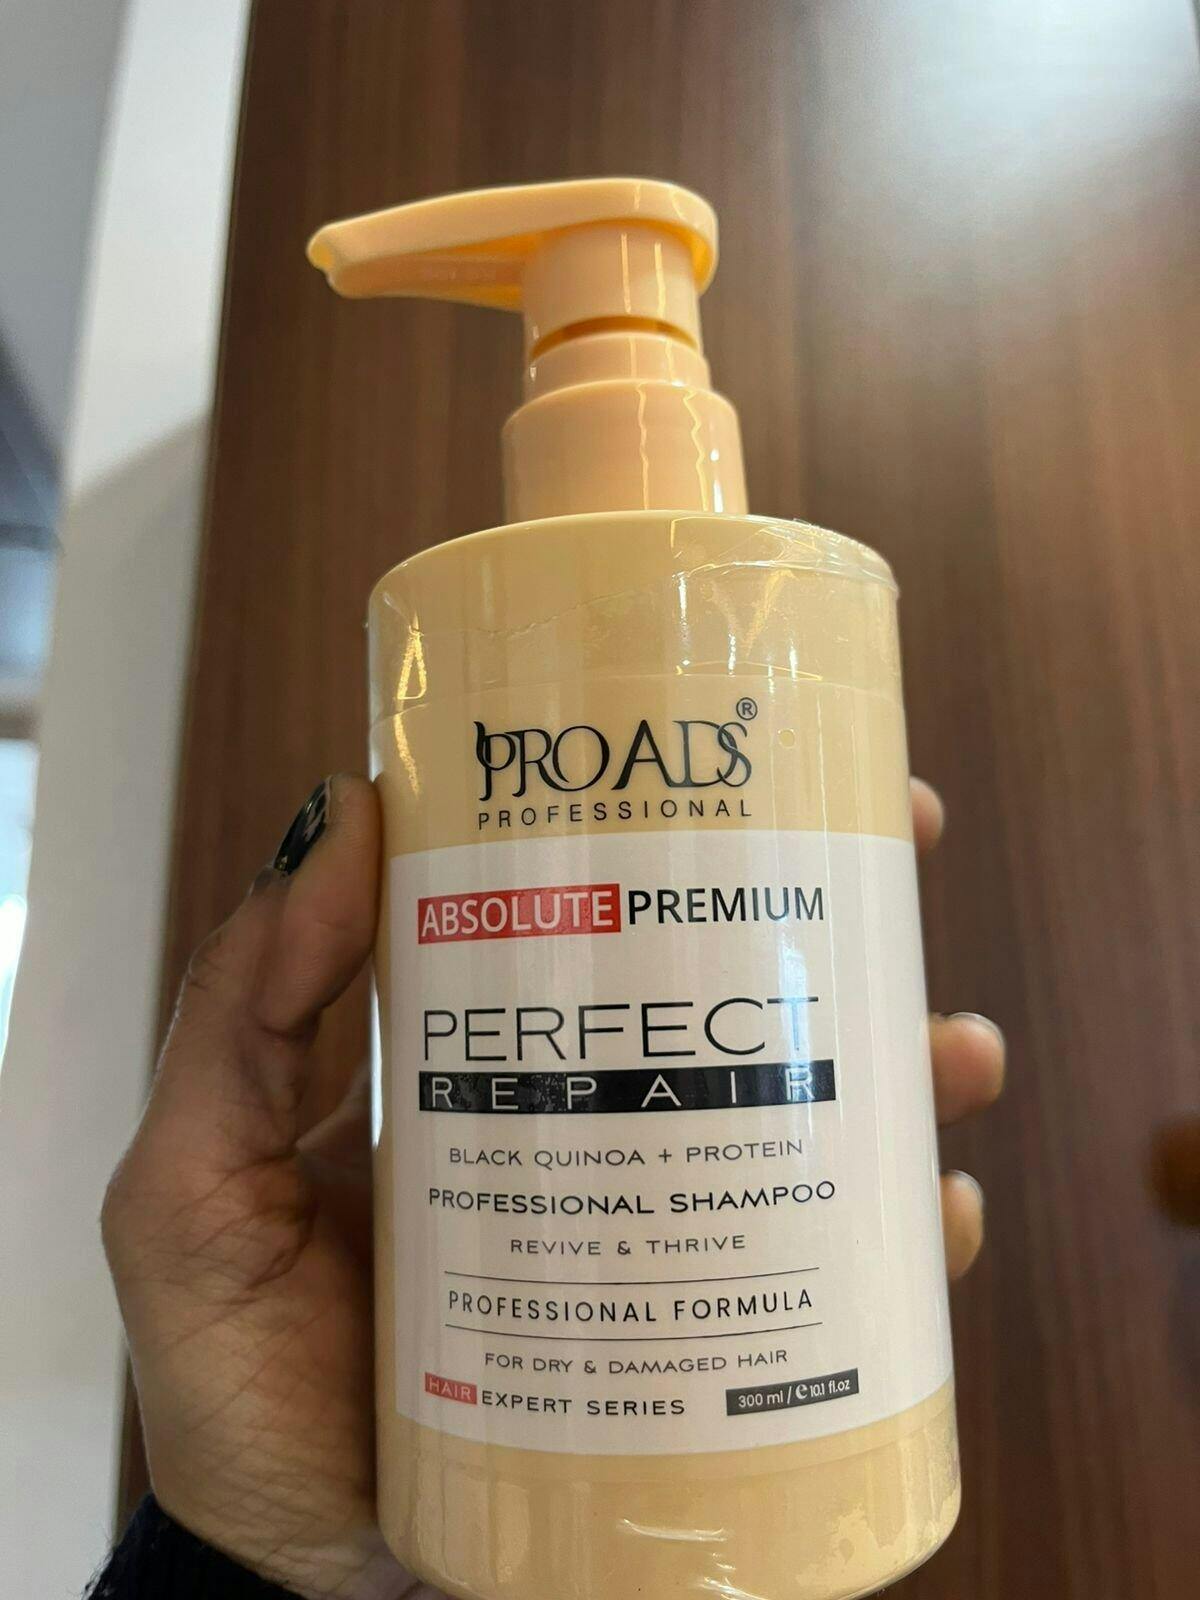 PROADS®
PROFESSIONAL
ABSOLUTE PREMIUM
PERFECT
REPAIR
BLACK QUINOA + PROTEIN
PROFESSIONAL SHAMPOO
REVIVE & THRIVE
PROFESSIONAL FORMULA
FOR DRY & DAMAGED HAIR
HAIR EXPERT SERIES
300 ml / ℮ 10.1 fl.oz